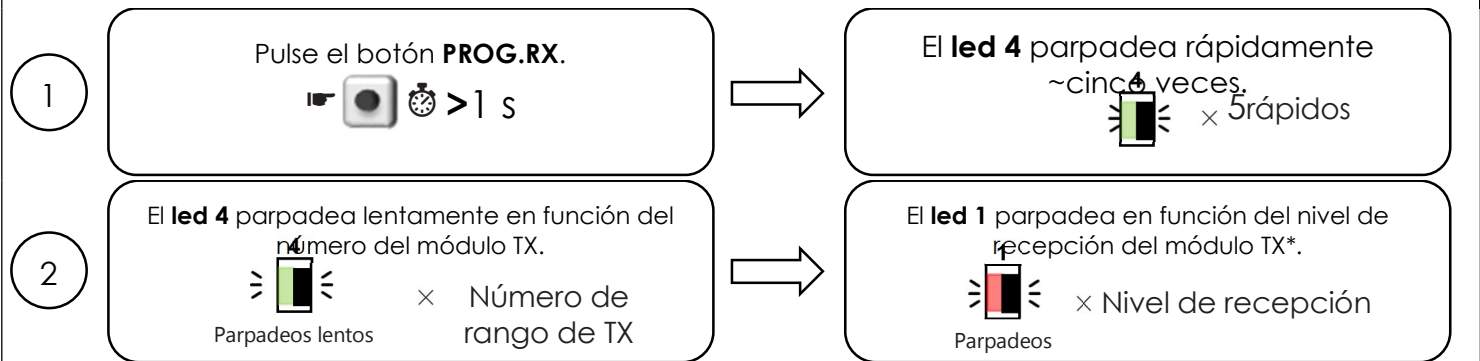 1
Pulse el botón PROG.RX.
>1 s
El led 4 parpadea rápidamente
~cinco veces.
4
× 5rápidos
2
El led 4 parpadea lentamente en función del
número del módulo TX.
4
× Número de
rango de TX
Parpadeos lentos
El led 1 parpadea en función del nivel de
recepción del módulo TX*.
1
× Nivel de recepción
Parpadeos